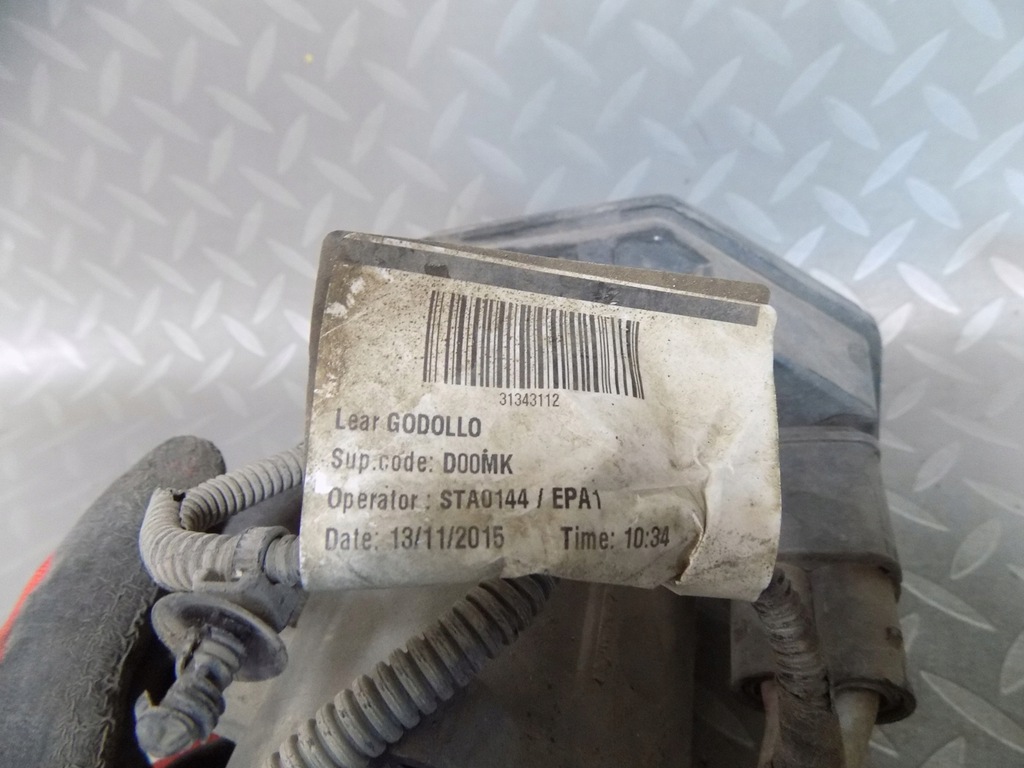 31343112
Lear GODOLLO
Sup.code: D00MK
Operator : STA0144 / EPA1
Date: 13/11/2015 Time: 10:34